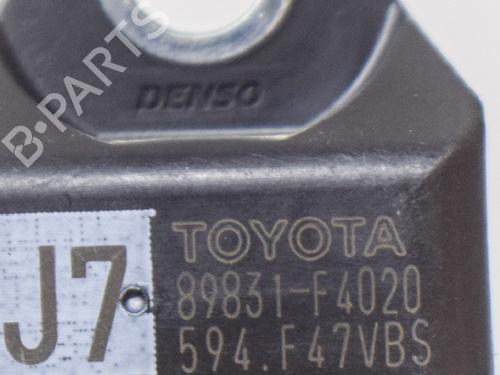 B-PARTS
DENSO
TOYOTA
J7
89831-F4020
594.F47VBS